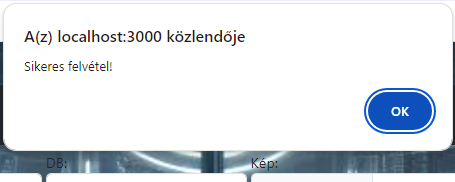 A(z) localhost:3000 közlendője
Sikeres felvétel!
OK
DB: Kép: